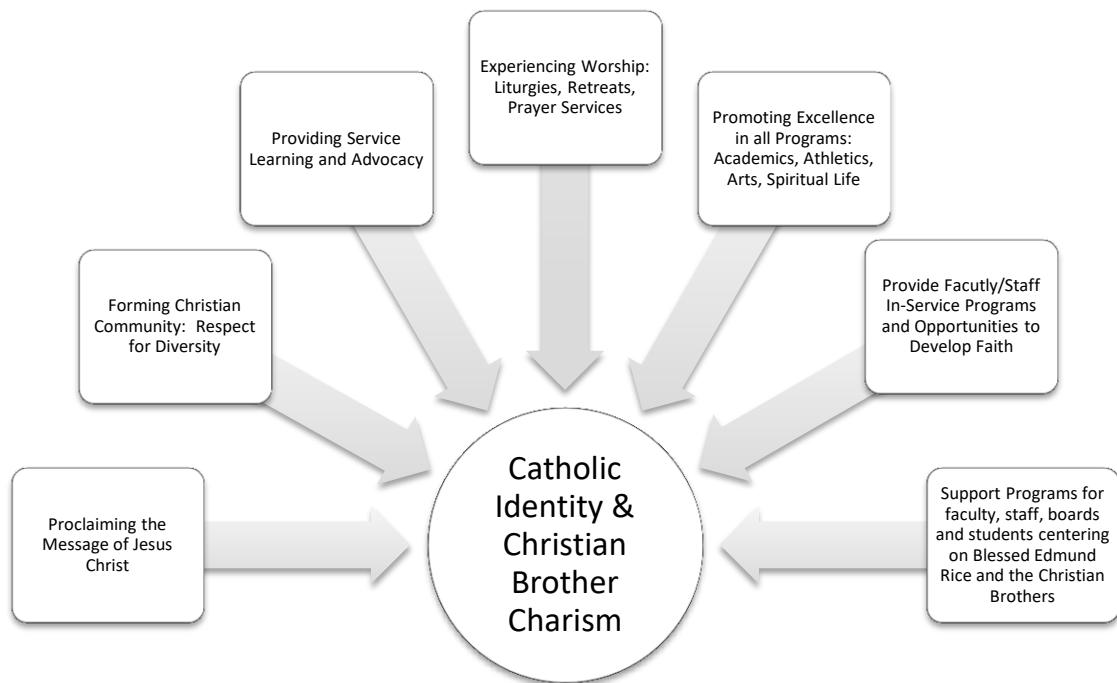 Experiencing Worship:
Liturgies, Retreats,
Prayer Services
Providing Service
Learning and Advocacy
Promoting Excellence
in all Programs:
Academics, Athletics,
Arts, Spiritual Life
Forming Christian
Community:  Respect
for Diversity
Provide Facutly/Staff
In-Service Programs
and Opportunities to
Develop Faith
Proclaiming the
Message of Jesus
Christ
Catholic
Identity &
Christian
Brother
Charism
Support Programs for
faculty, staff, boards
and students centering
on Blessed Edmund
Rice and the Christian
Brothers